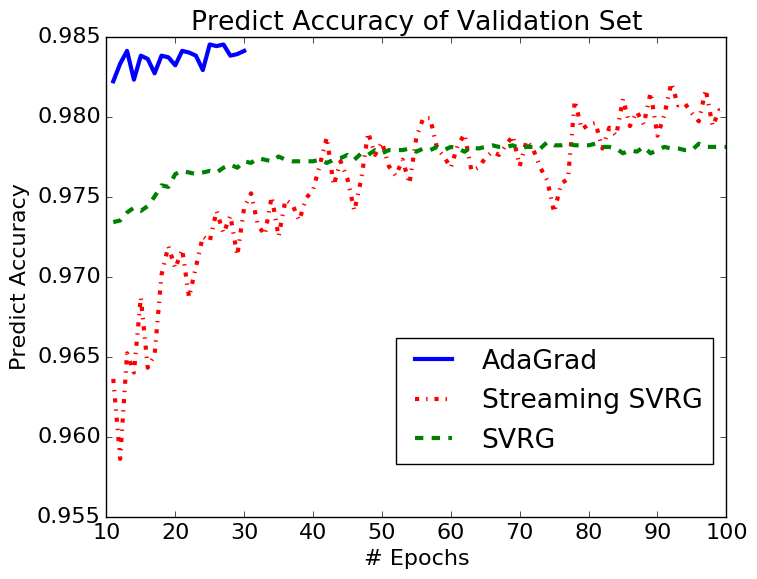 Predict Accuracy of Validation Set
0.985
0.980
0.975
0.970
0.965
0.960
0.955
Predict Accuracy
AdaGrad
Streaming SVRG
SVRG
10 20 30 40 50 60 70 80 90 100
# Epochs